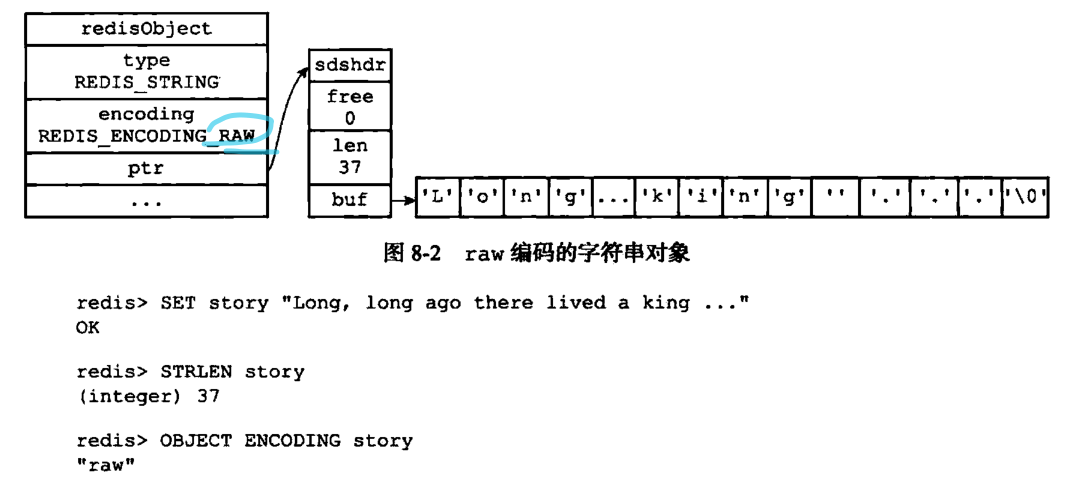 redisObject
type
REDIS_STRING
encoding
REDIS_ENCODING_RAW
ptr
...
sdshdr
free
0
len
37
buf
'L' 'o' 'n' 'g' ... 'k' 'i' 'n' 'g' ' ' '.' '.' '.' '\0'
图 8-2 raw 编码的字符串对象
redis> SET story "Long, long ago there lived a king ..."
OK
redis> STRLEN story
(integer) 37
redis> OBJECT ENCODING story
"raw"